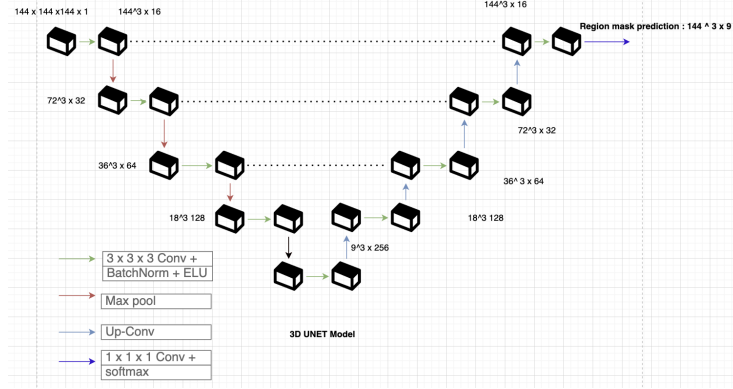 144 x 144 x144 x 1
144^3 x 16
144^3 x 16
Region mask prediction : 144 ^ 3 x 9
72^3 x 32
72^3 x 32
36^3 x 64
36^ 3 x 64
18^3 128
18^3 128
9^3 x 256
3 x 3 x 3 Conv +
BatchNorm + ELU
Max pool
Up-Conv
3D UNET Model
1 x 1 x 1 Conv +
softmax